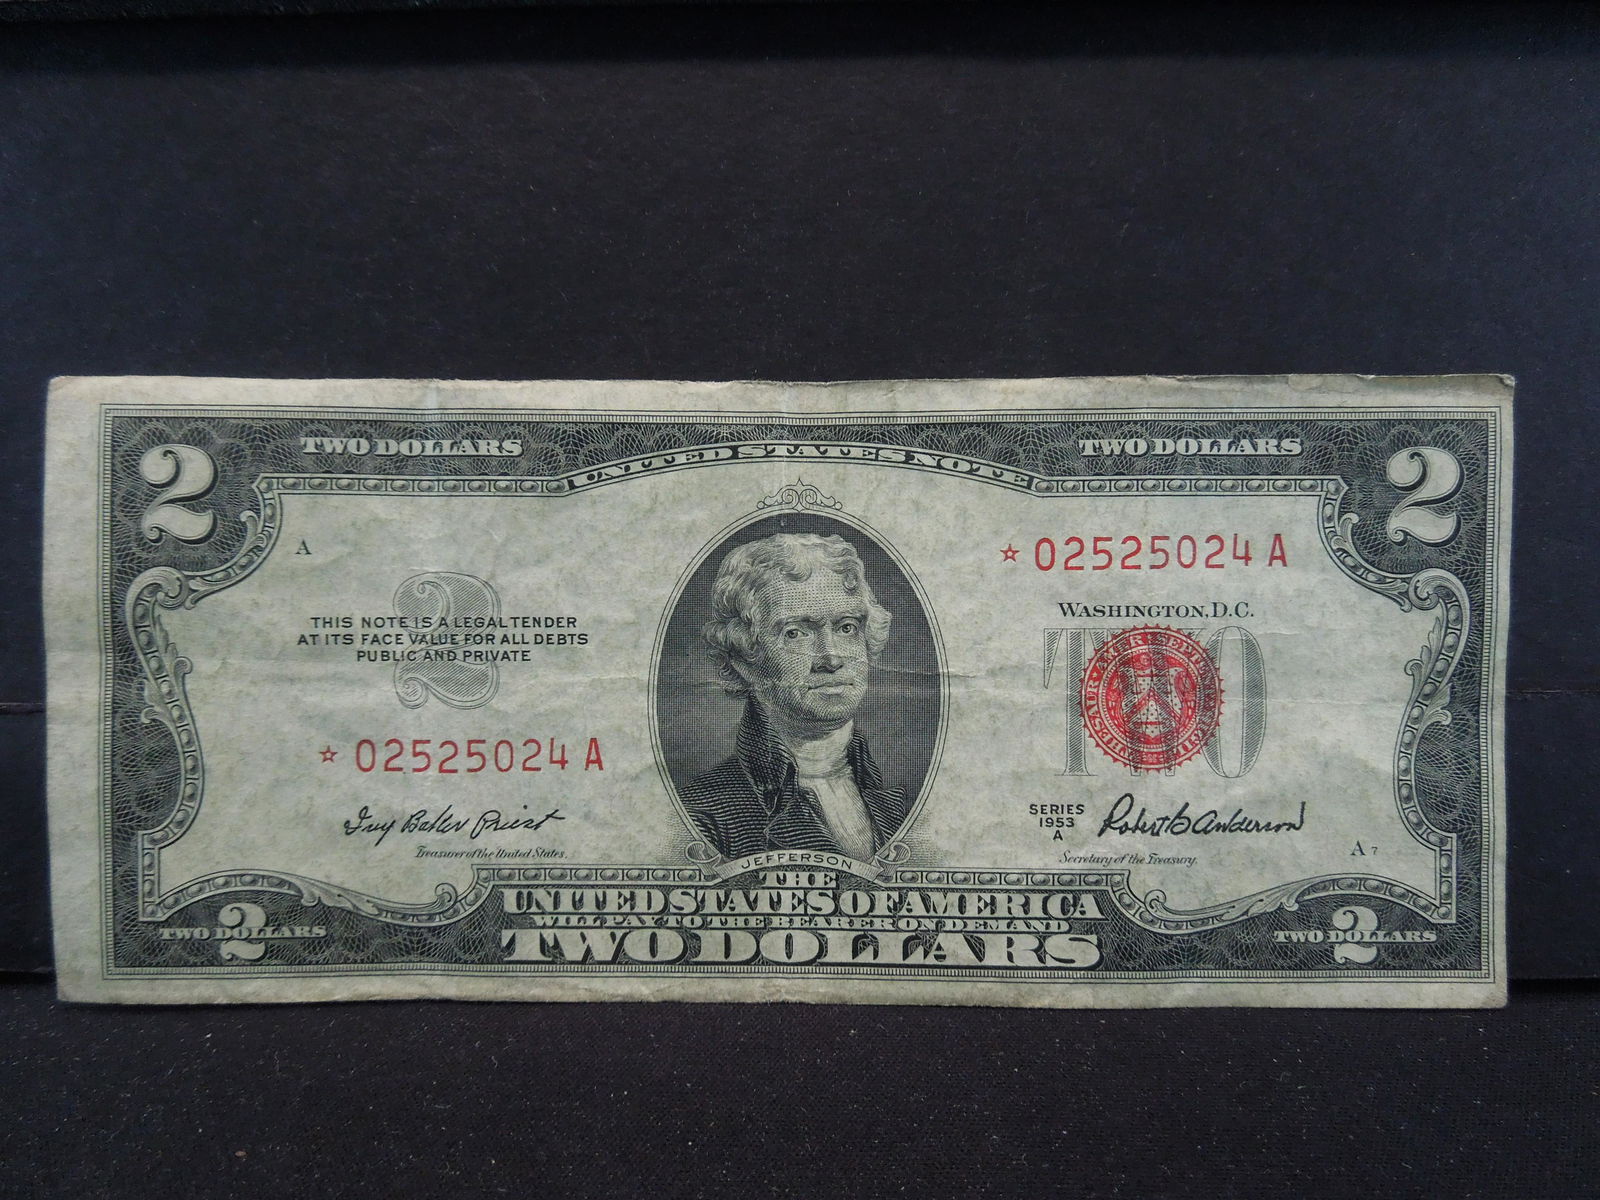 2 TWO DOLLARS UNITED STATES NOTE TWO DOLLARS 2
A
☆ 02525024 A
2
THIS NOTE IS A LEGAL TENDER
AT ITS FACE VALUE FOR ALL DEBTS
PUBLIC AND PRIVATE
WASHINGTON, D.C.
TWO
☆ 02525024 A
Ivy Baker Priest
Treasurer of the United States.
SERIES
1953
A
Robert B Anderson
Secretary of the Treasury.
A 7
JEFFERSON
THE
UNITED STATES OF AMERICA
WILL PAY TO THE BEARER ON DEMAND
TWO DOLLARS
2
TWO DOLLARS
2
TWO DOLLARS